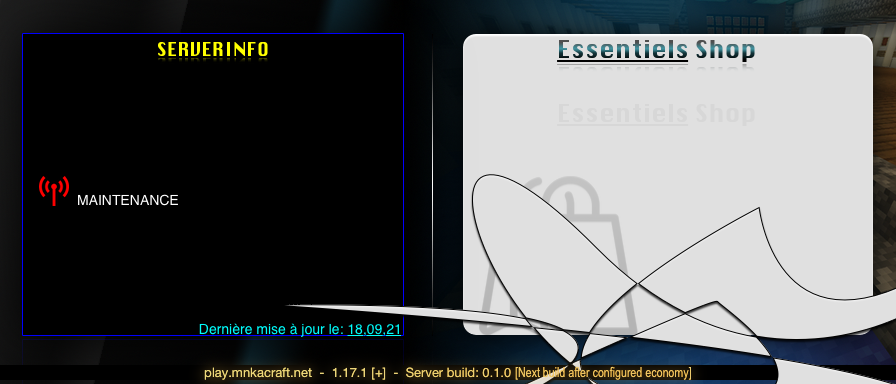 SERVERINFO
MAINTENANCE
Dernière mise à jour le: 18,09,21
Essentiels Shop
Essentiels Shop
play.mnkacraft.net - 1.17.1 [+] - Server build: 0.1.0 [Next build after configured economy]